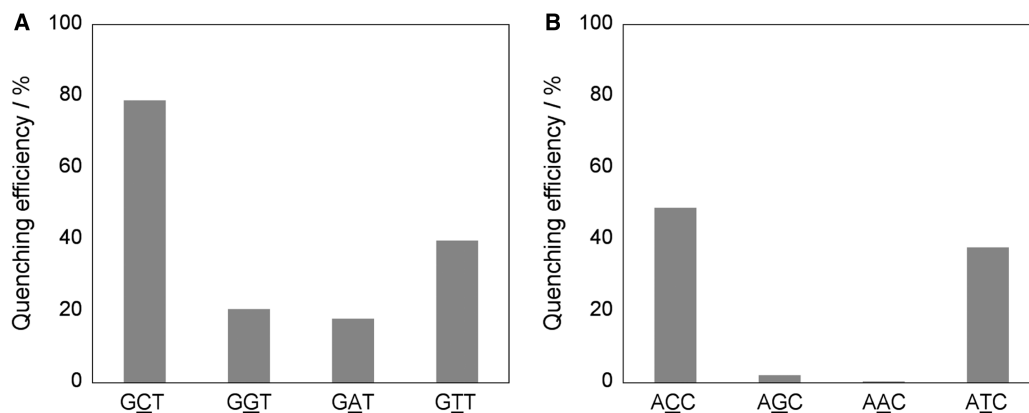 A
Quenching efficiency / %
100
80
60
40
20
0
GCT GGT GAT GTT
B
Quenching efficiency / %
100
80
60
40
20
0
ACC AGC AAC ATC